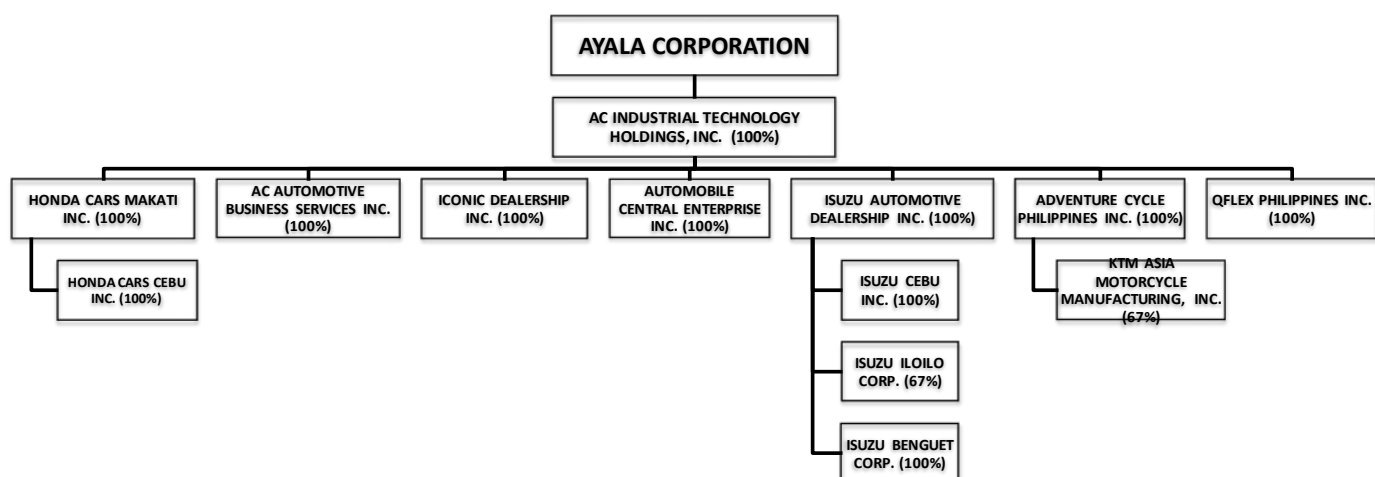 AYALA CORPORATION
AC INDUSTRIAL TECHNOLOGY
HOLDINGS, INC. (100%)
HONDA CARS MAKATI
INC. (100%)
AC AUTOMOTIVE
BUSINESS SERVICES INC.
(100%)
ICONIC DEALERSHIP
INC. (100%)
AUTOMOBILE
CENTRAL ENTERPRISE
INC. (100%)
ISUZU AUTOMOTIVE
DEALERSHIP INC. (100%)
ADVENTURE CYCLE
PHILIPPINES INC. (100%)
QFLEX PHILIPPINES INC.
(100%)
HONDA CARS CEBU
INC. (100%)
ISUZU CEBU
INC. (100%)
ISUZU ILOILO
CORP. (67%)
ISUZU BENGUET
CORP. (100%)
KTM ASIA
MOTORCYCLE
MANUFACTURING, INC.
(67%)